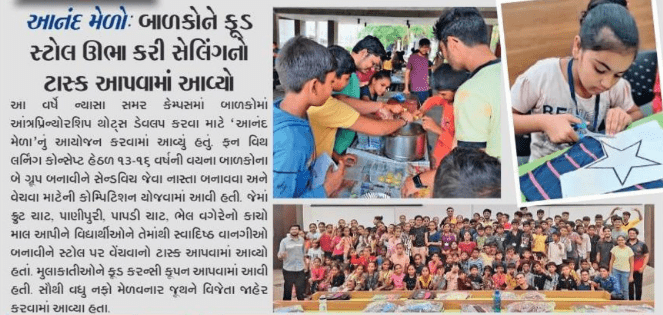 આનંદ મેળો: બાળકોને ફૂડ
સ્ટોલ ઊભા કરી સેલિંગનો
ટાસ્ક આપવામાં આવ્યો
આ વર્ષે ન્યાસા સમર કેમ્પસમાં બાળકોમાં
આંત્રપ્રિન્યોરશિપ થોટ્સ ડેવલપ કરવા માટે ‘આનંદ
મેળા’નું આયોજન કરવામાં આવ્યું હતું. ફન વિથ
લર્નિંગ કોન્સેપ્ટ હેઠળ ૧૩-૧૬ વર્ષની વયના બાળકોના
બે ગ્રૂપ બનાવીને સેન્ડવિચ જેવા નાસ્તા બનાવવા અને
વેચવા માટેની કોમ્પિટિશન યોજવામાં આવી હતી. જેમાં
ફ્રુટ ચાટ, પાણીપુરી, પાપડી ચાટ, ભેલ વગેરેનો કાચો
માલ આપીને વિદ્યાર્થીઓને તેમાંથી સ્વાદિષ્ઠ વાનગીઓ
બનાવીને સ્ટોલ પર વેંચવાનો ટાસ્ક આપવામાં આવ્યો
હતાં. મુલાકાતીઓને ફૂડ કરન્સી કૂપન આપવામાં આવી
હતી. સૌથી વધુ નફો મેળવનાર જૂથને વિજેતા જાહેર
કરવામાં આવ્યા હતા.